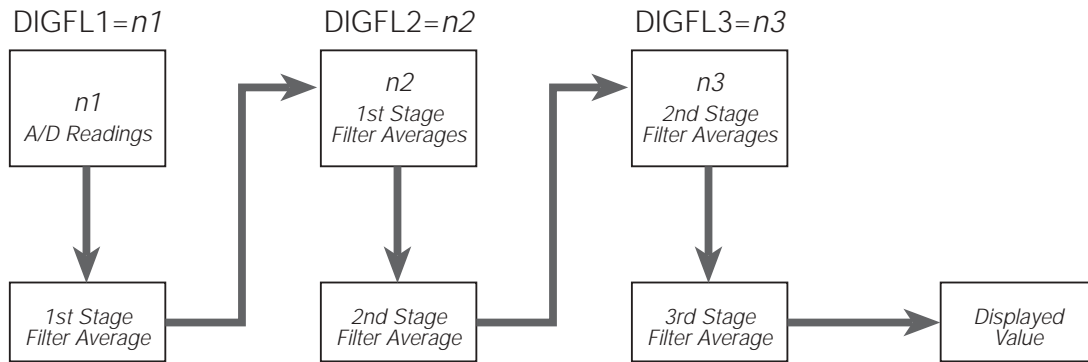 DIGFL1=n1
DIGFL2=n2
DIGFL3=n3
n1
A/D Readings
n2
1st Stage
Filter Averages
n3
2nd Stage
Filter Averages
1st Stage
Filter Average
2nd Stage
Filter Average
3rd Stage
Filter Average
Displayed
Value